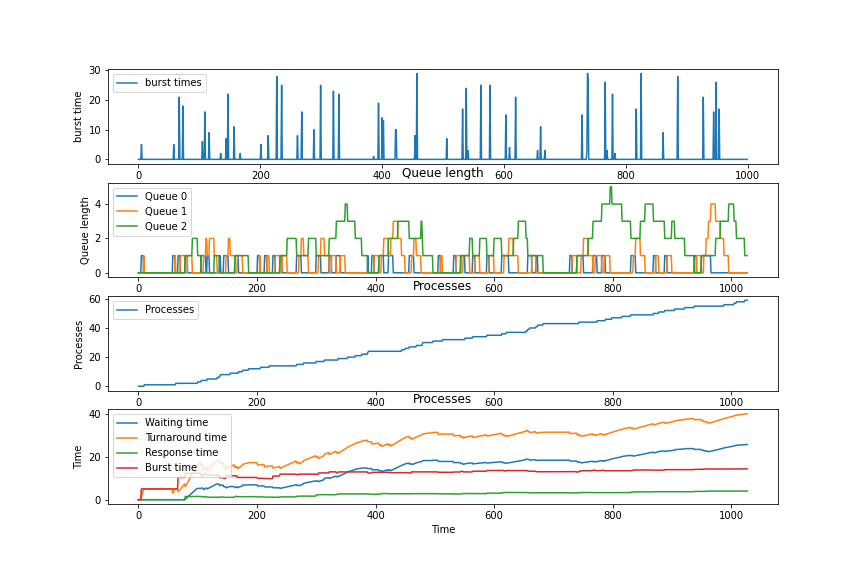 burst times
burst time
30
20
10
0
0 200 400 600 800 1000
Queue length
Queue 0
Queue 1
Queue 2
Queue length
4
2
0
0 200 400 600 800 1000
Processes
Processes
Processes
60
40
20
0
0 200 400 600 800 1000
Processes
Waiting time
Turnaround time
Response time
Burst time
Time
40
20
0
0 200 400 600 800 1000
Time